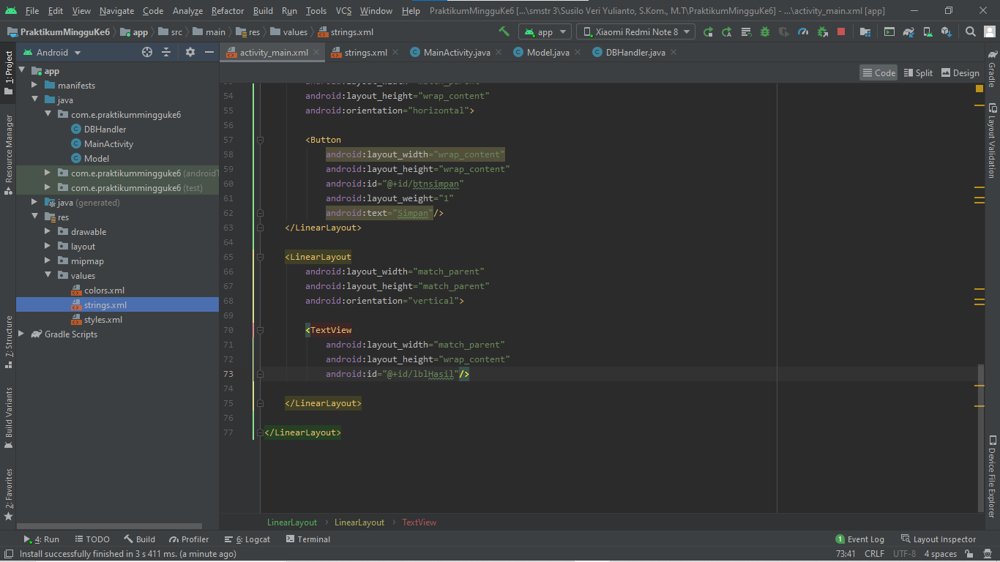 File Edit View Navigate Code Analyze Refactor Build Run Tools VCS Window Help PraktikumMingguKe6 [...\smstr 3\Susilo Veri Yulianto, S.Kom., M.T\PraktikumMingguKe6] - ...\activity_main.xml [app]
PraktikumMingguKe6 app src main res values strings.xml app Xiaomi Redmi Note 8
Android activity_main.xml strings.xml MainActivity.java Model.java DBHandler.java
Code Split Design
1: Project
Resource Manager
7: Structure
Build Variants
2: Favorites
app
manifests
java
com.e.praktikummingguke6
DBHandler
MainActivity
Model
com.e.praktikummingguke6 (androidT
com.e.praktikummingguke6 (test)
java (generated)
res
drawable
layout
mipmap
values
colors.xml
strings.xml
styles.xml
Gradle Scripts
53 android:layout_width="match_parent"
54 android:layout_height="wrap_content"
55 android:orientation="horizontal">
56
57 <Button
58 android:layout_width="wrap_content"
59 android:layout_height="wrap_content"
60 android:id="@+id/btnsimpan"
61 android:layout_weight="1"
62 android:text="Simpan"/>
63 </LinearLayout>
64
65 <LinearLayout
66 android:layout_width="match_parent"
67 android:layout_height="match_parent"
68 android:orientation="vertical">
69
70 <TextView
71 android:layout_width="match_parent"
72 android:layout_height="wrap_content"
73 android:id="@+id/lblHasil"/>
74
75 </LinearLayout>
76
77 </LinearLayout>
LinearLayout LinearLayout TextView
Gradle
Layout Validation
Device File Explorer
4: Run TODO Build Profiler 6: Logcat Terminal 1 Event Log Layout Inspector
Install successfully finished in 3 s 411 ms. (a minute ago) 73:41 CRLF UTF-8 4 spaces